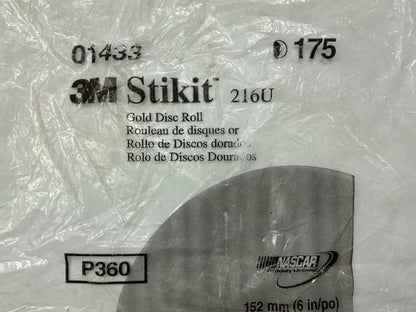 01433 175
3M Stikit™ 216U
Gold Disc Roll
Rouleau de disques or
Rollo de Discos dorados
Rolo de Discos Dourados
NASCAR
P360
152 mm (6 in/po)